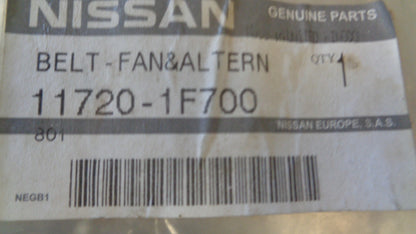 NISSAN
GENUINE PARTS
BELT-FAN&ALTERN
QTY 1
11720-1F700
NISSAN EUROPE. S.A.S.
801
NEGB1